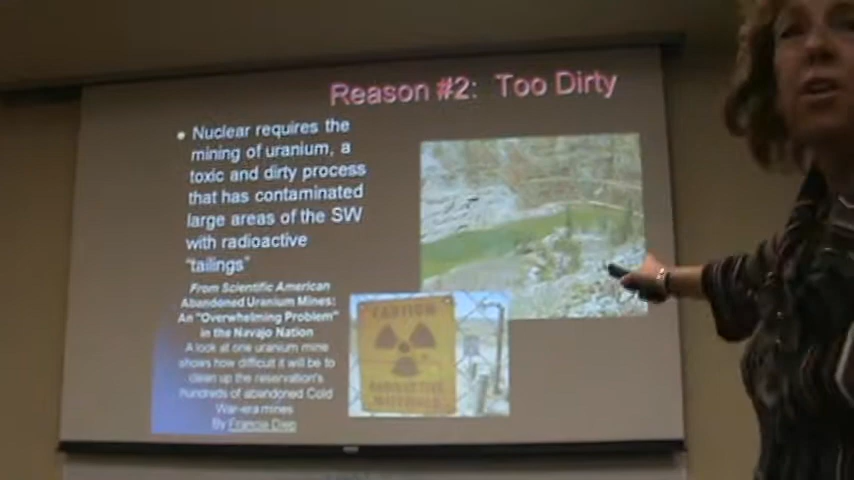 Reason #2: Too Dirty
Nuclear requires the
mining of uranium, a
toxic and dirty process
that has contaminated
large areas of the SW
with radioactive
"tailings"
From Scientific American
Abandoned Uranium Mines:
An "Overwhelming Problem"
in the Navajo Nation
A look at one uranium mine
shows how difficult it will be to
clean up the reservation's
hundreds of abandoned Cold
War-era mines
By Francie Diep
CAUTION
RADIOACTIVE
MATERIALS